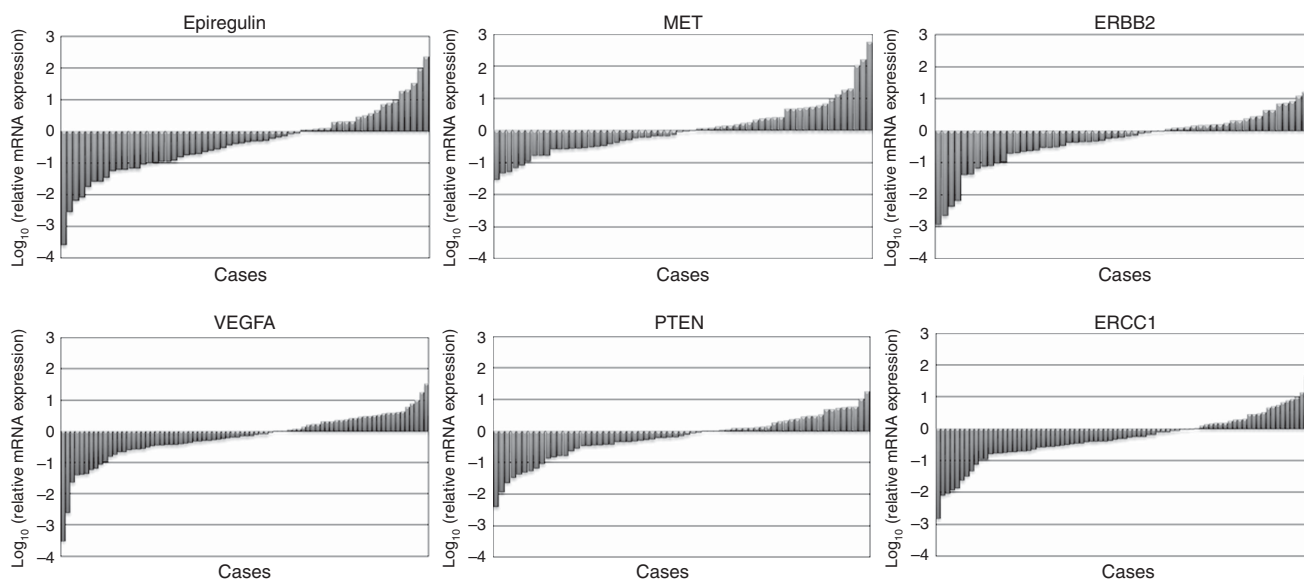 Epiregulin
Log10 (relative mRNA expression)
3
2
1
0
–1
–2
–3
–4
Cases
MET
Log10 (relative mRNA expression)
3
2
1
0
–1
–2
–3
–4
Cases
ERBB2
Log10 (relative mRNA expression)
3
2
1
0
–1
–2
–3
–4
Cases
VEGFA
Log10 (relative mRNA expression)
3
2
1
0
–1
–2
–3
–4
Cases
PTEN
Log10 (relative mRNA expression)
3
2
1
0
–1
–2
–3
–4
Cases
ERCC1
Log10 (relative mRNA expression)
3
2
1
0
–1
–2
–3
–4
Cases